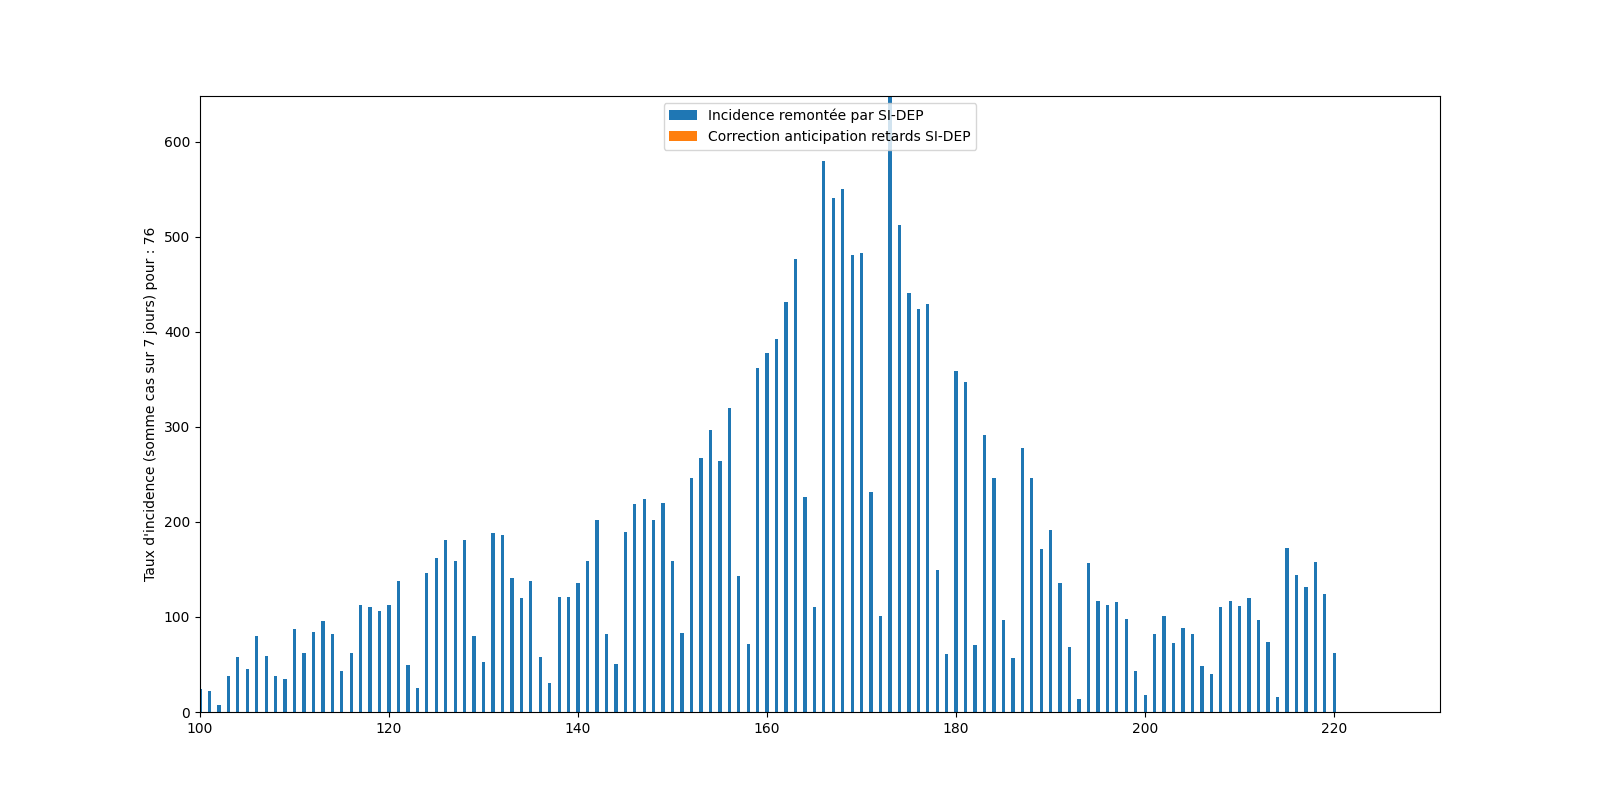 Incidence remontée par SI-DEP
Correction anticipation retards SI-DEP
Taux d'incidence (somme cas sur 7 jours) pour : 76
600
500
400
300
200
100
0
100 120 140 160 180 200 220